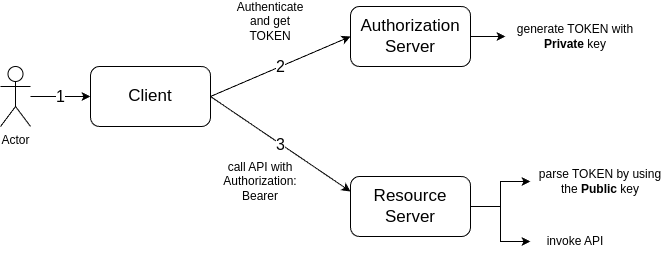 Actor
1
Client
Authenticate
and get
TOKEN
2
Authorization
Server
generate TOKEN with
Private key
3
call API with
Authorization:
Bearer
Resource
Server
parse TOKEN by using
the Public key
invoke API